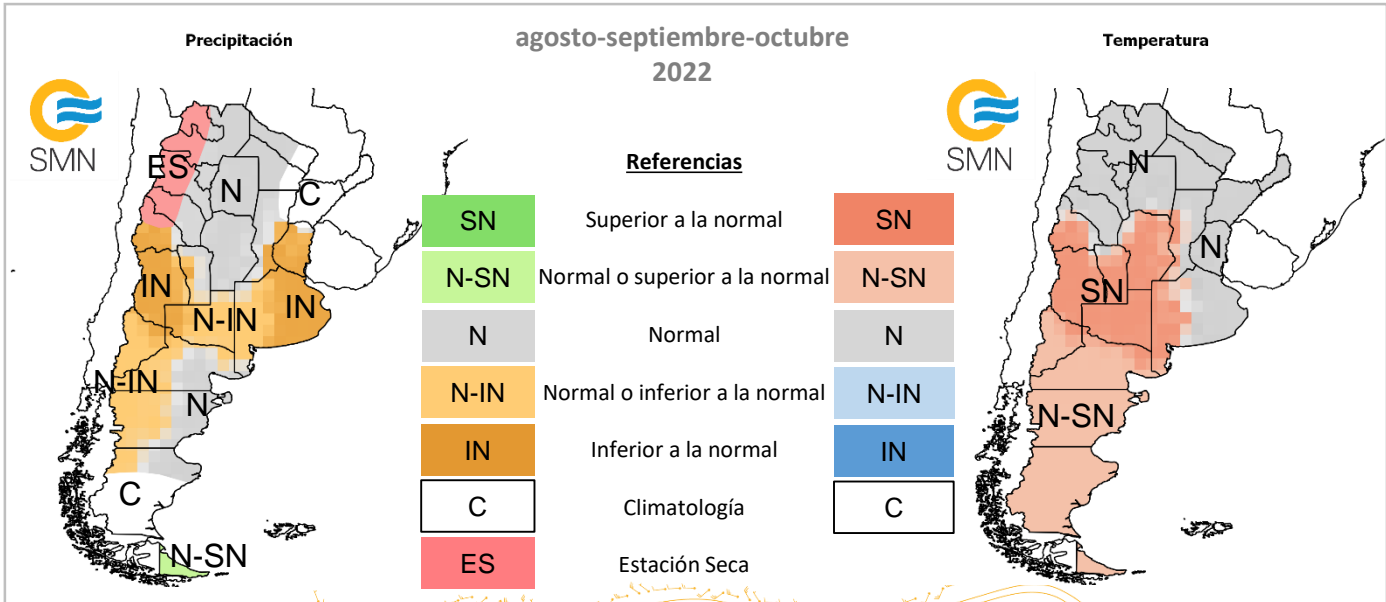 Precipitación
agosto-septiembre-octubre
2022
Temperatura
SMN
SMN
ES
N
C
IN
N-IN
IN
N-IN
N
C
N-SN
Referencias
SN
Superior a la normal
SN
N-SN
Normal o superior a la normal
N-SN
N
Normal
N
N-IN
Normal o inferior a la normal
N-IN
IN
Inferior a la normal
IN
C
Climatología
C
ES
Estación Seca
N
N
SN
N-SN